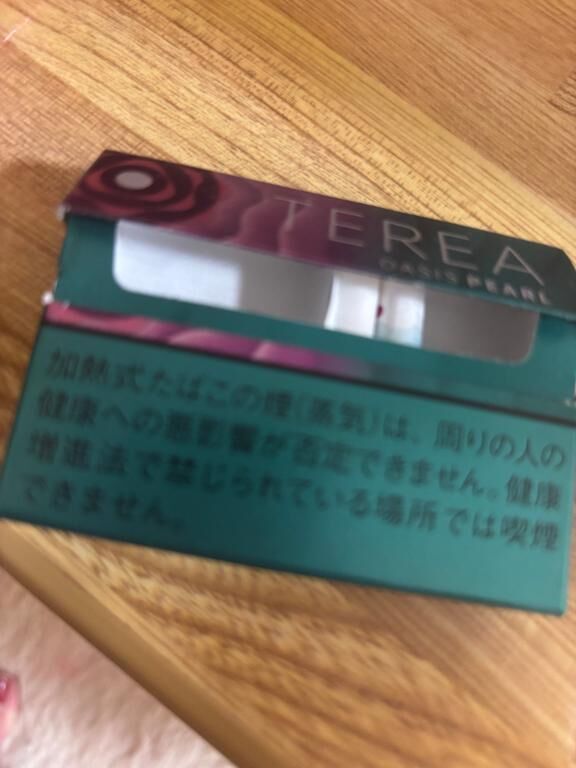 TEREA
OASIS PEARL
加熱式たばこの煙(蒸気)は、周りの人の
健康への悪影響が否定できません。健康
増進法で禁じられている場所では喫煙
できません。